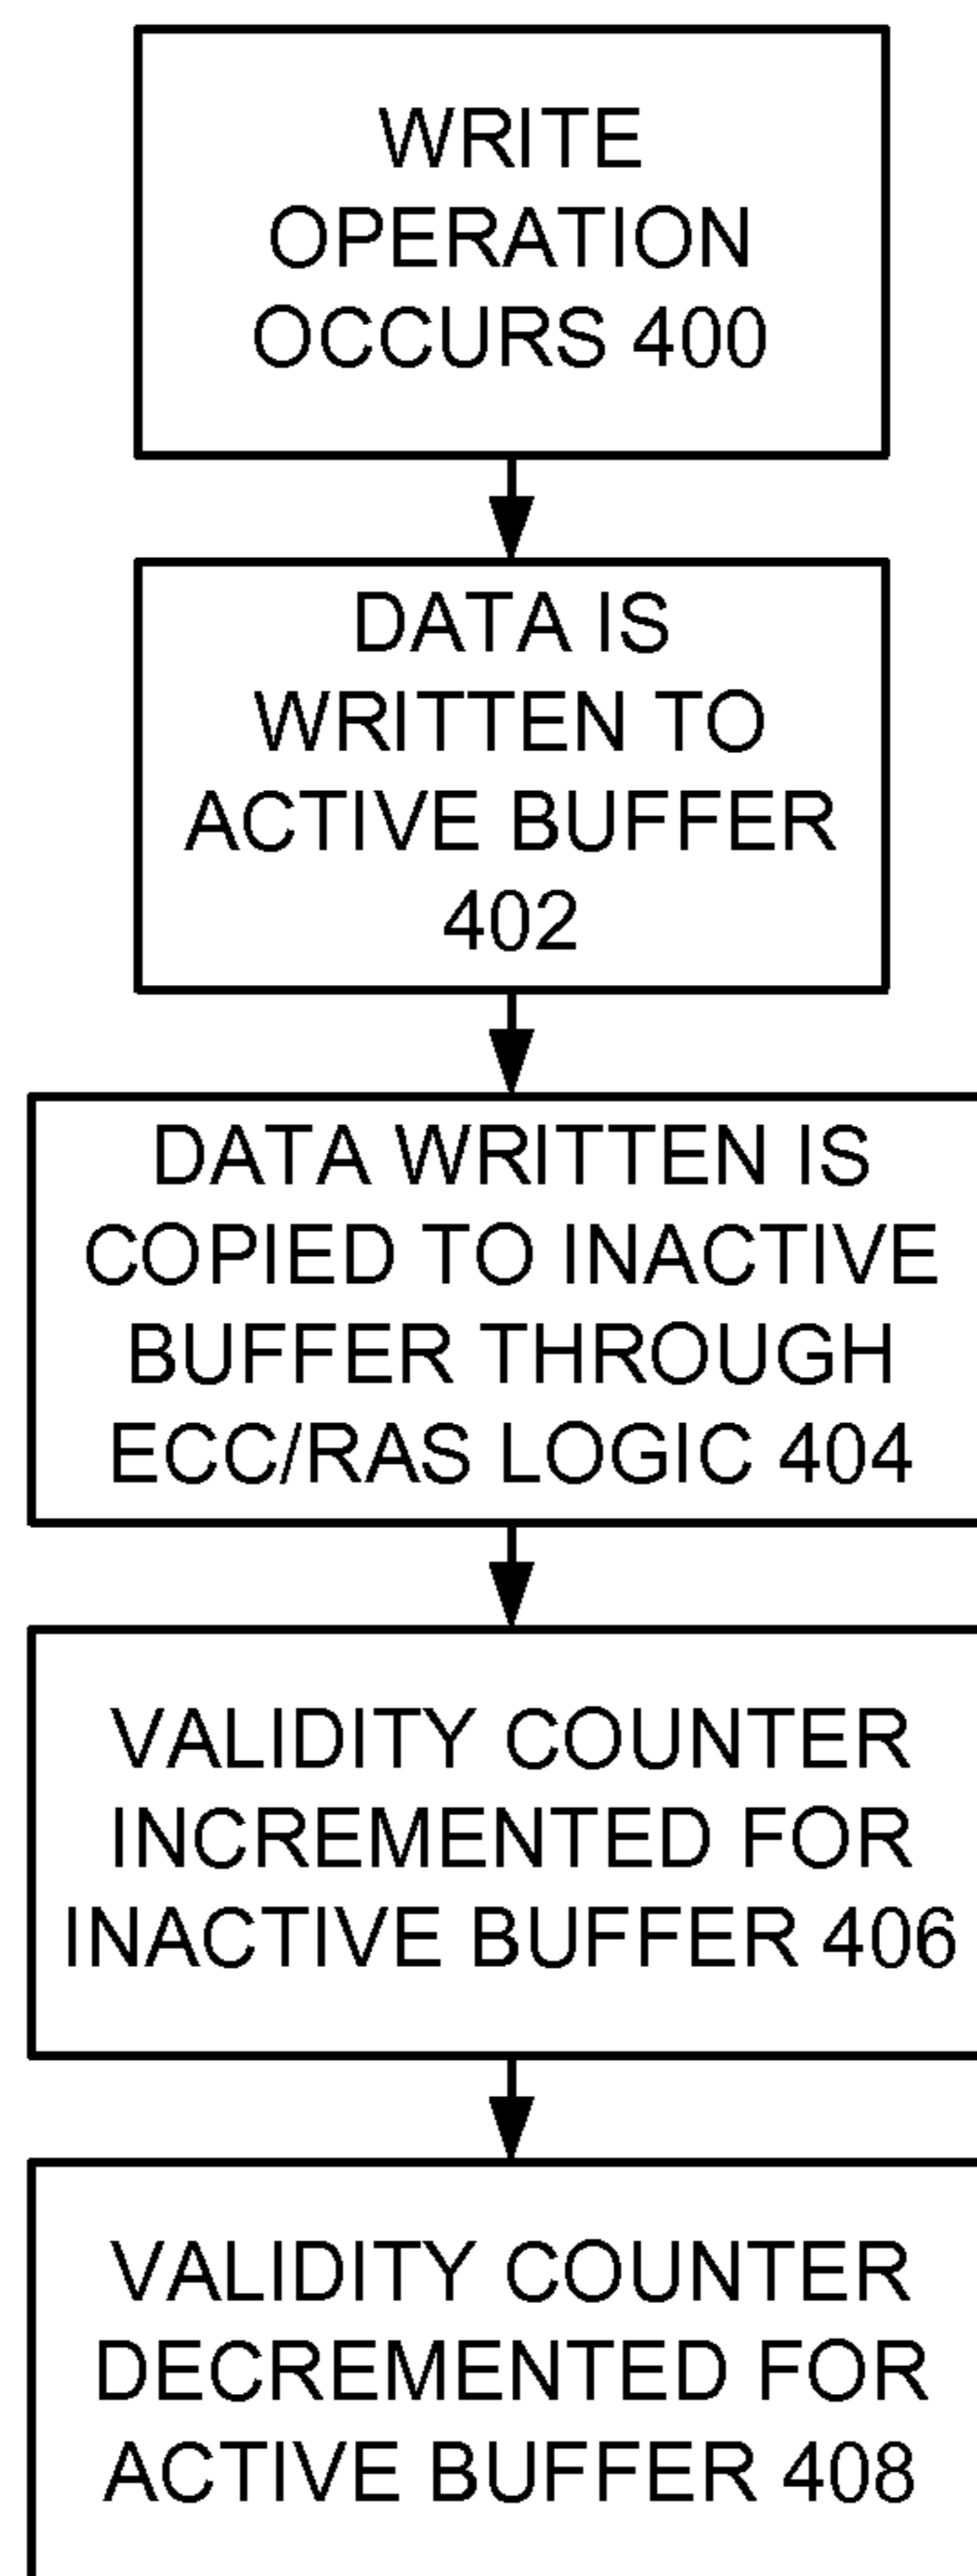 WRITE
OPERATION
OCCURS 400
DATA IS
WRITTEN TO
ACTIVE BUFFER
402
DATA WRITTEN IS
COPIED TO INACTIVE
BUFFER THROUGH
ECC/RAS LOGIC 404
VALIDITY COUNTER
INCREMENTED FOR
INACTIVE BUFFER 406
VALIDITY COUNTER
DECREMENTED FOR
ACTIVE BUFFER 408